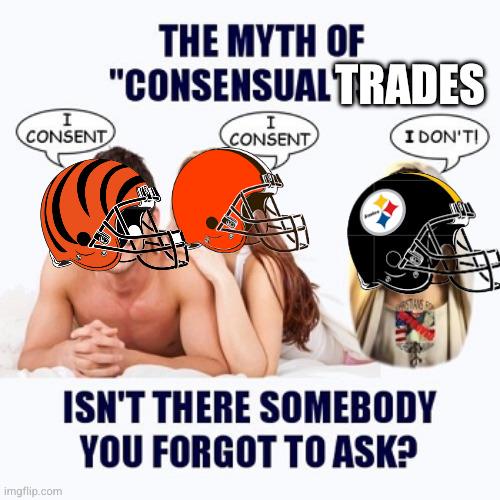 THE MYTH OF
"CONSENSUAL" TRADES
I
CONSENT
I
CONSENT
I DON'T!
Steelers
ISN'T THERE SOMEBODY
YOU FORGOT TO ASK?
imgflip.com